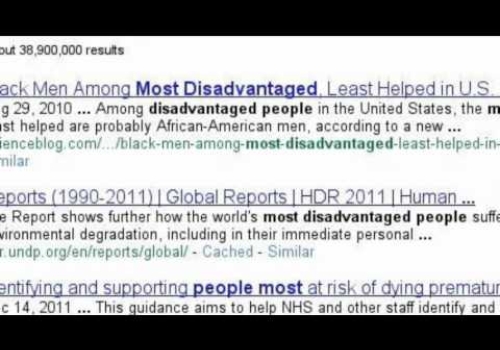 out 38,900,000 results
ack Men Among Most Disadvantaged, Least Helped in U.S.
g 29, 2010 ... Among disadvantaged people in the United States, the m
st helped are probably African-American men, according to a new ...
ienceblog.com/.../black-men-among-most-disadvantaged-least-helped-in-
milar
eports (1990-2011) | Global Reports | HDR 2011 | Human ...
e Report shows further how the world's most disadvantaged people suffe
vironmental degradation, including in their immediate personal ...
r.undp.org/en/reports/global/ - Cached - Similar
entifying and supporting people most at risk of dying prematur
c 14, 2011 ... This guidance aims to help NHS and other staff identify and